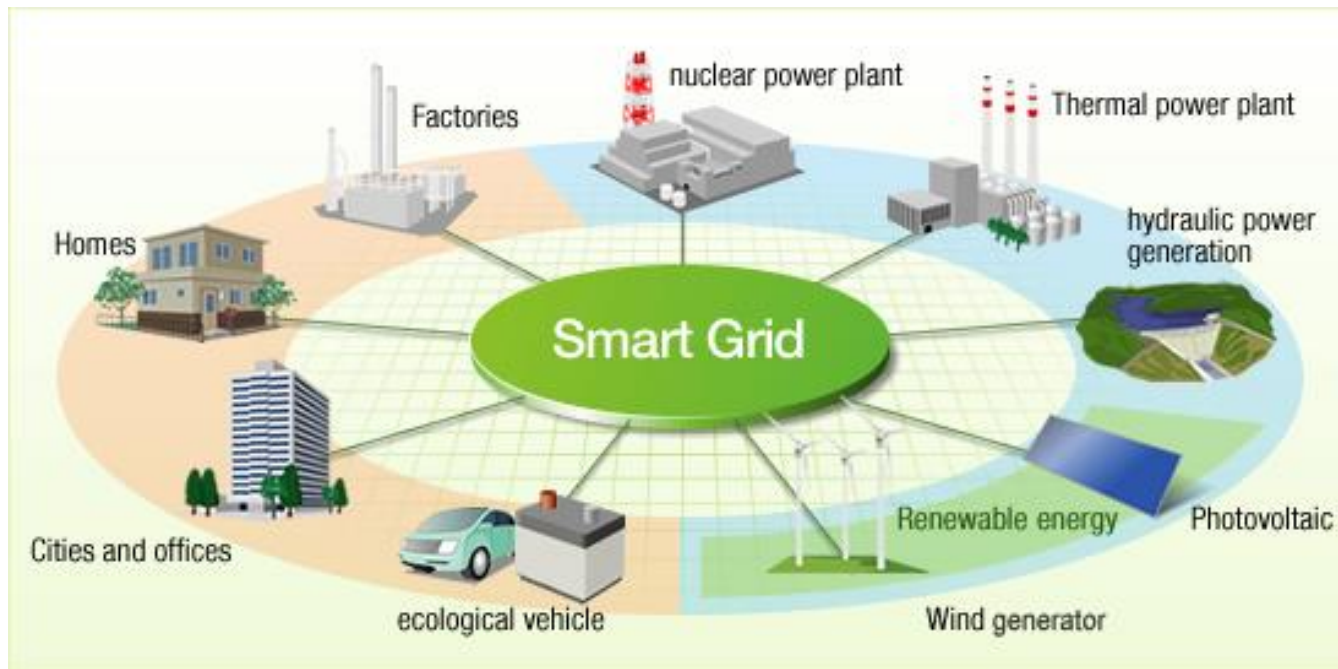 nuclear power plant
Factories
Thermal power plant
Homes
hydraulic power
generation
Smart Grid
Renewable energy
Photovoltaic
Cities and offices
ecological vehicle
Wind generator